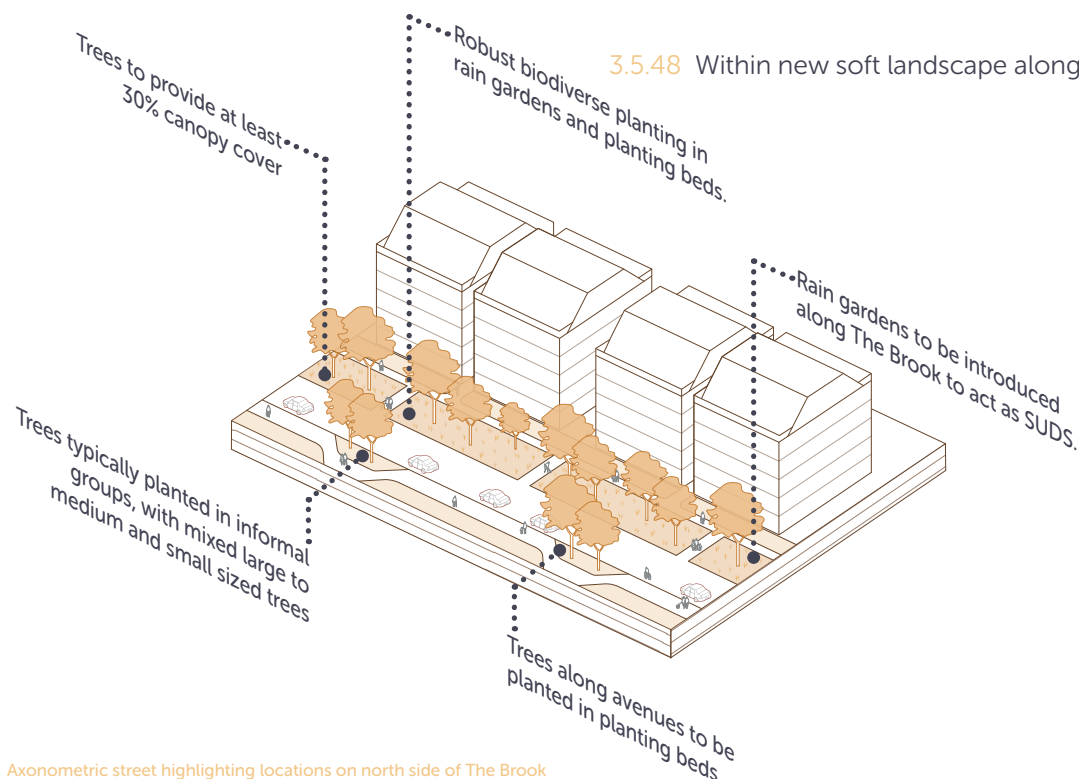 Trees to provide at least
30% canopy cover
Robust biodiverse planting in
rain gardens and planting beds.
3.5.48 Within new soft landscape along
Rain gardens to be introduced
along The Brook to act as SUDS.
Trees typically planted in informal
groups, with mixed large to
medium and small sized trees
Trees along avenues to be
planted in planting beds
Axonometric street highlighting locations on north side of The Brook